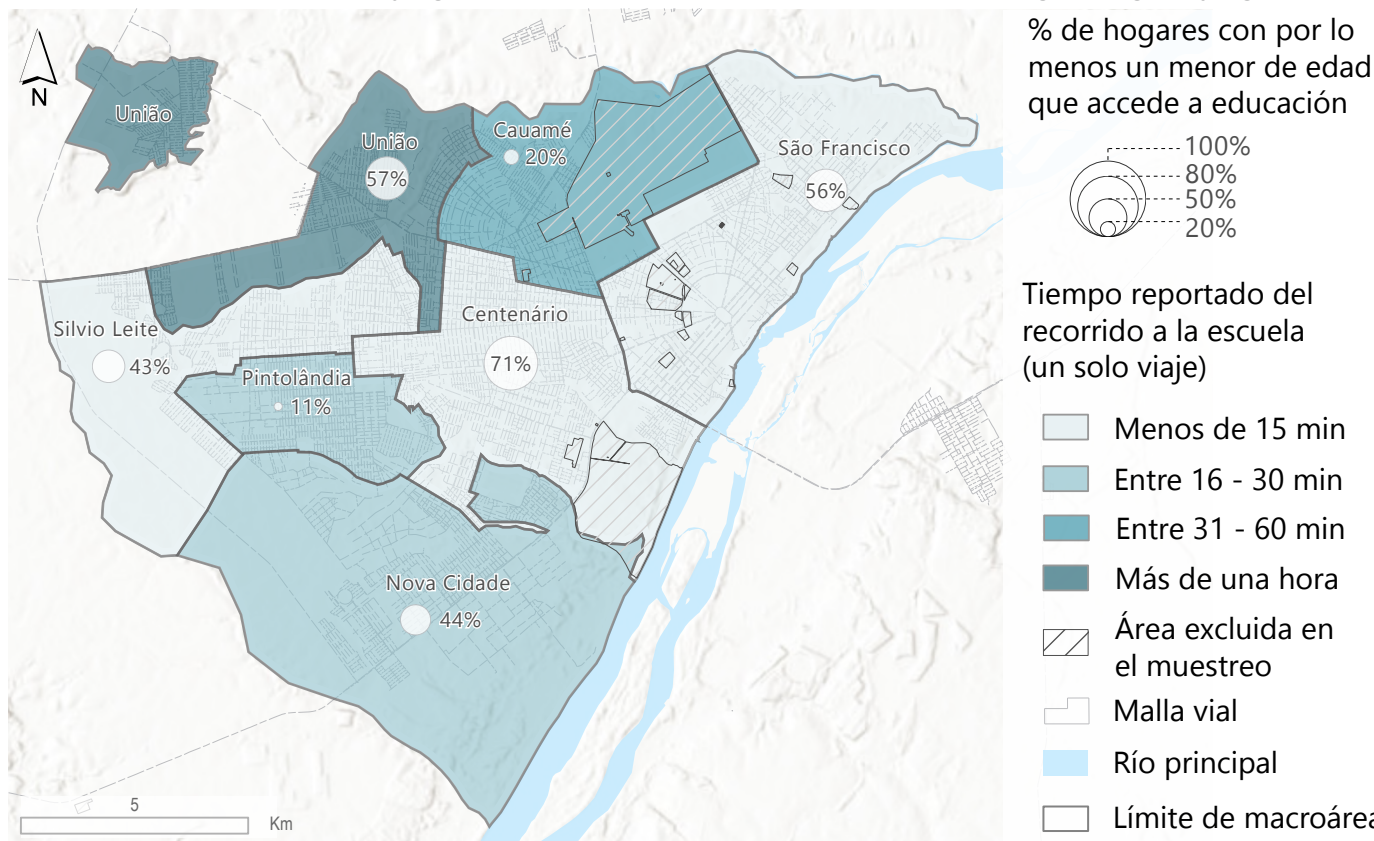 % de hogares con por lo
menos un menor de edad
que accede a educación
100%
80%
50%
20%
Tiempo reportado del
recorrido a la escuela
(un solo viaje)
Menos de 15 min
Entre 16 - 30 min
Entre 31 - 60 min
Más de una hora
Área excluida en
el muestreo
Malla vial
Río principal
Límite de macroárea
N
União
União
57%
Cauamé
20%
São Francisco
56%
Silvio Leite
43%
Centenário
71%
Pintolândia
11%
Nova Cidade
44%
5
Km